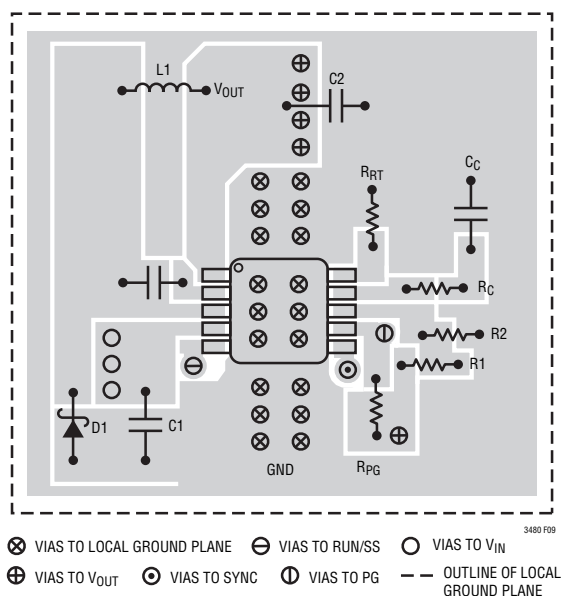 L1
VOUT
C2
RRT
CC
RC
R2
R1
D1
C1
GND
RPG
3480 F09
VIAS TO LOCAL GROUND PLANE
VIAS TO RUN/SS
VIAS TO VIN
VIAS TO VOUT
VIAS TO SYNC
VIAS TO PG
OUTLINE OF LOCAL
GROUND PLANE